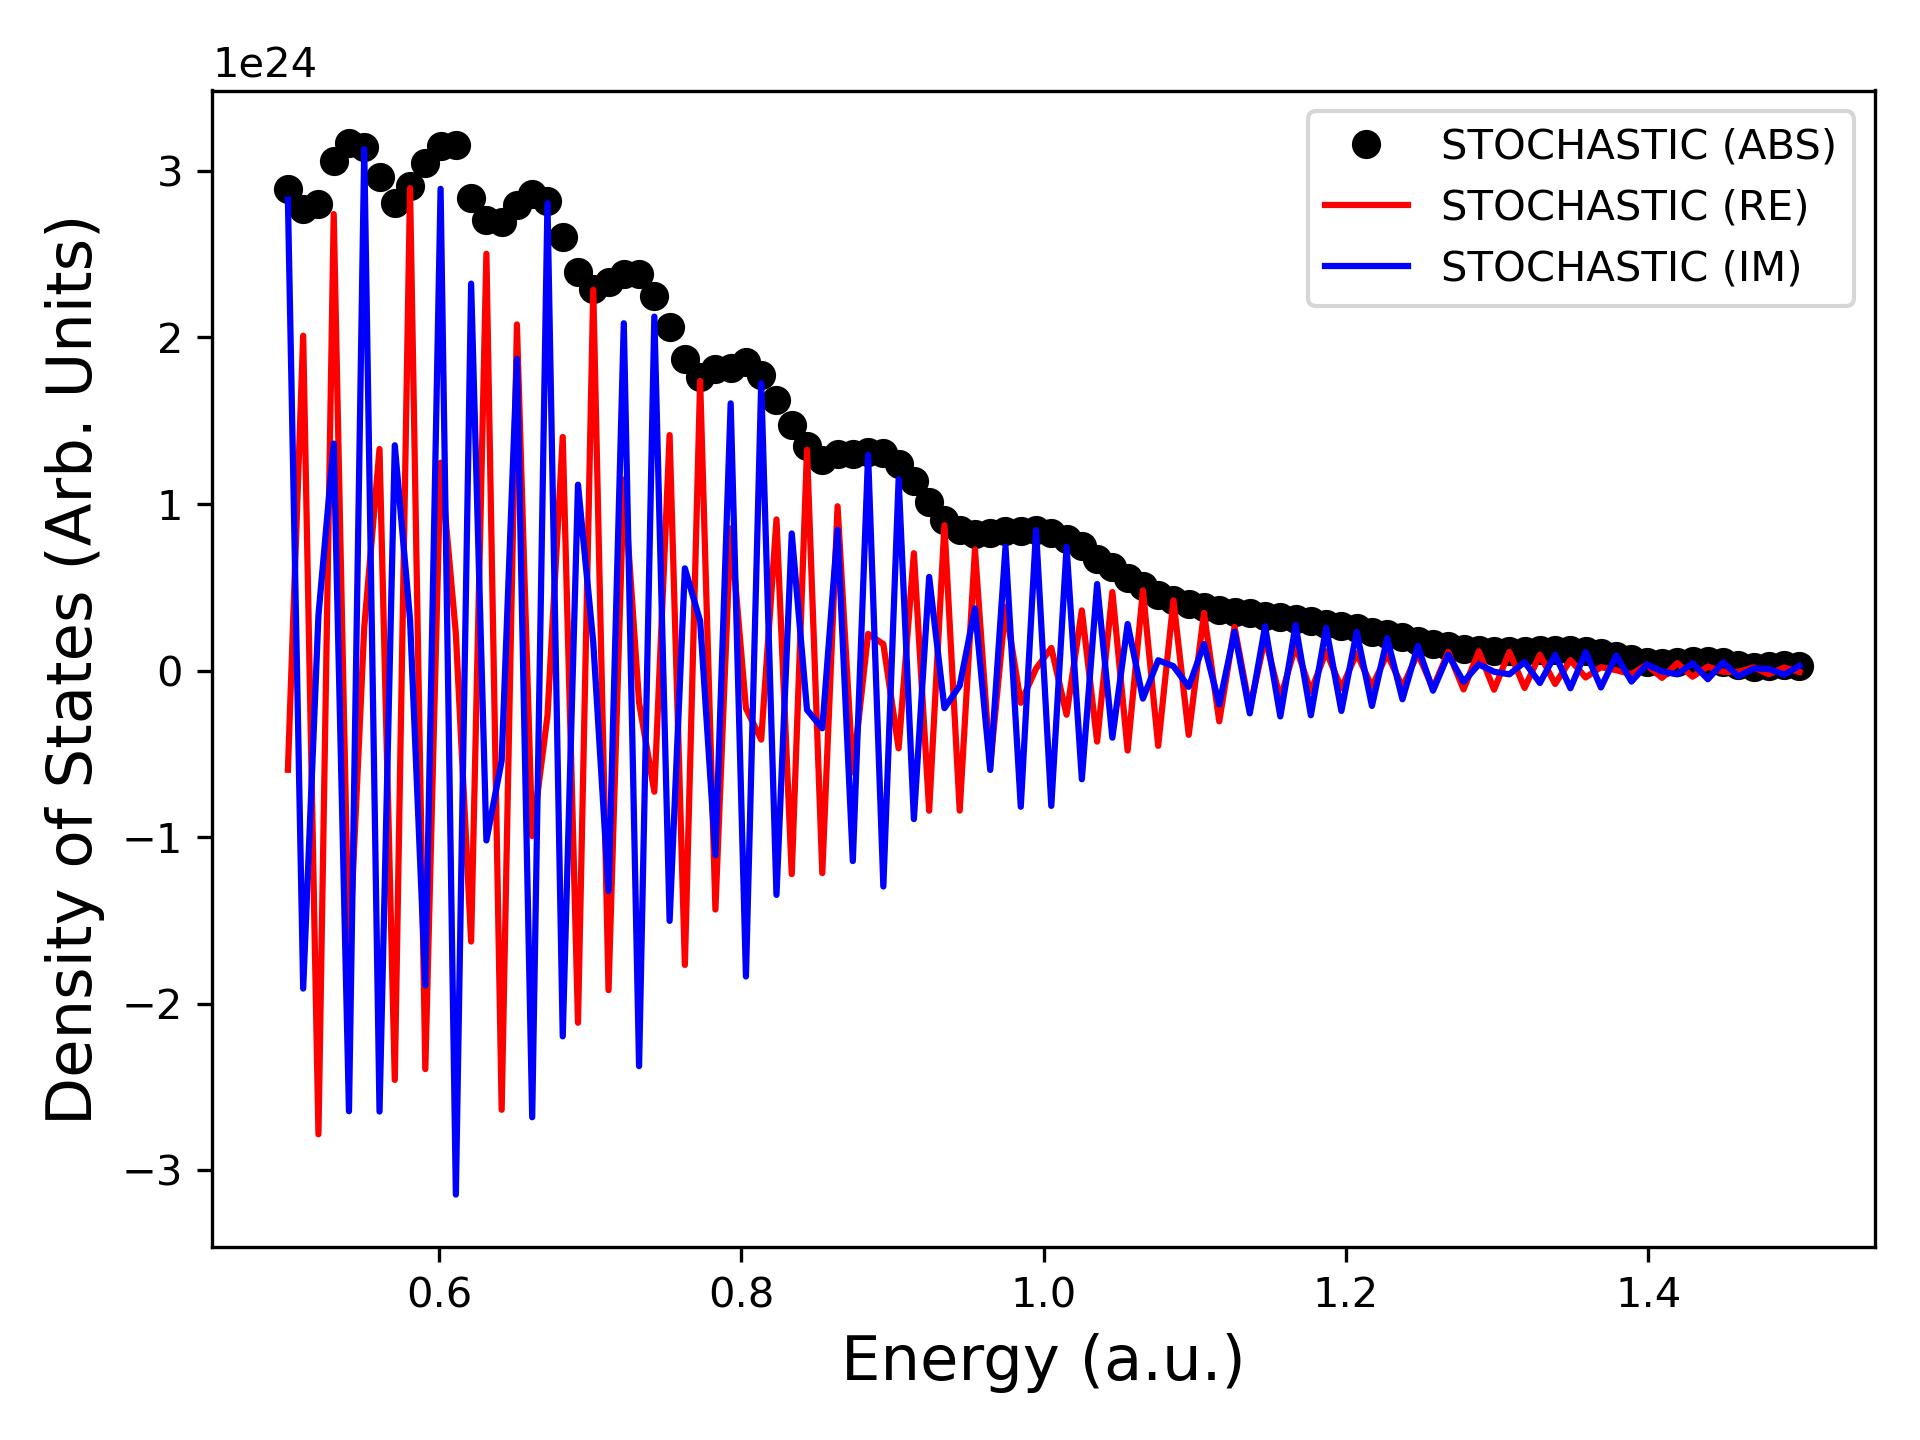 1e24
STOCHASTIC (ABS)
STOCHASTIC (RE)
STOCHASTIC (IM)
Density of States (Arb. Units)
3
2
1
0
−1
−2
−3
0.6 0.8 1.0 1.2 1.4
Energy (a.u.)